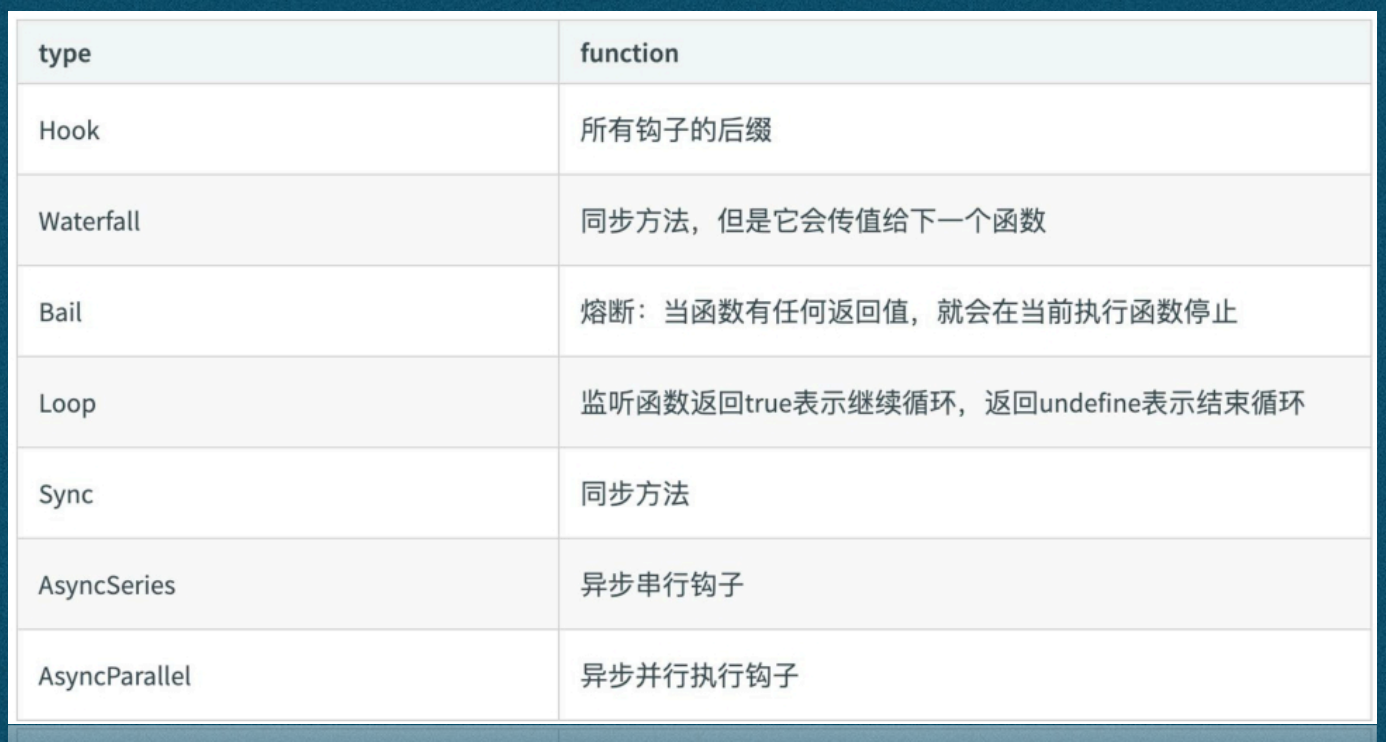 type function
Hook 所有钩子的后缀
Waterfall 同步方法，但是它会传值给下一个函数
Bail 熔断：当函数有任何返回值，就会在当前执行函数停止
Loop 监听函数返回true表示继续循环，返回undefine表示结束循环
Sync 同步方法
AsyncSeries 异步串行钩子
AsyncParallel 异步并行执行钩子